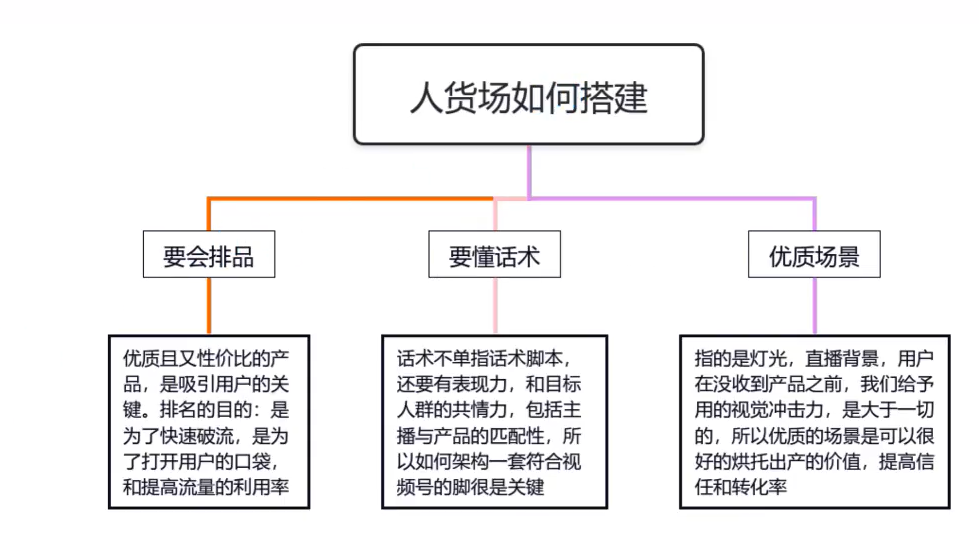 人货场如何搭建
要会排品
要懂话术
优质场景
优质且又性价比的产
品，是吸引用户的关
键。排名的目的：是
为了快速破流，是为
了打开用户的口袋，
和提高流量的利用率
话术不单指话术脚本，
还要有表现力，和目标
人群的共情力，包括主
播与产品的匹配性，所
以如何架构一套符合视
频号的脚很是关键
指的是灯光，直播背景，用户
在没收到产品之前，我们给予
用的视觉冲击力，是大于一切
的，所以优质的场景是可以很
好的烘托出产的价值，提高信
任和转化率